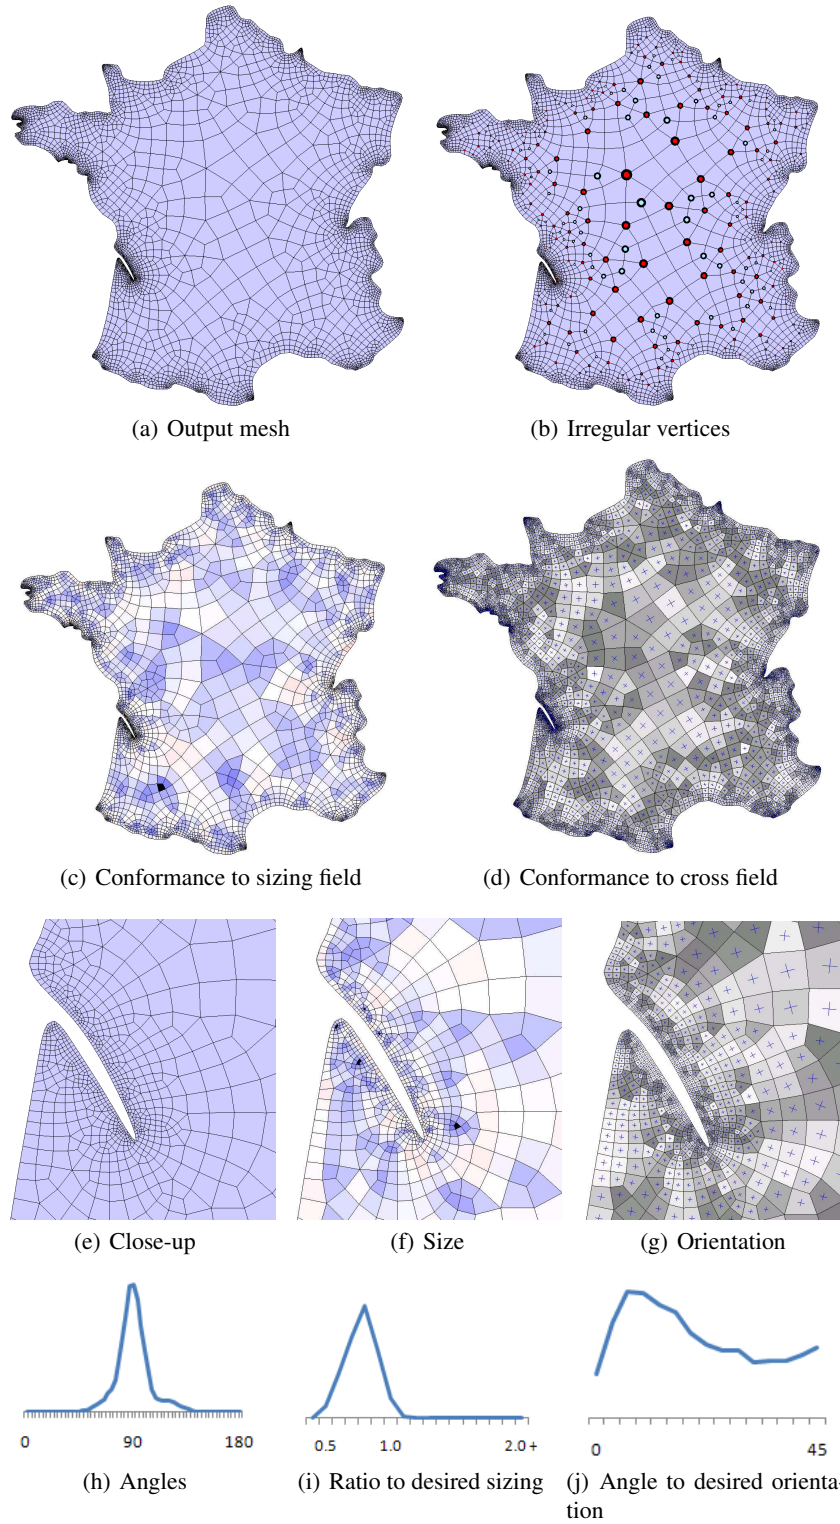 (a) Output mesh
(b) Irregular vertices
(c) Conformance to sizing field
(d) Conformance to cross field
(e) Close-up
(f) Size
(g) Orientation
0 90 180
0.5 1.0 2.0 +
0 45
(h) Angles
(i) Ratio to desired sizing
(j) Angle to desired orienta-
tion